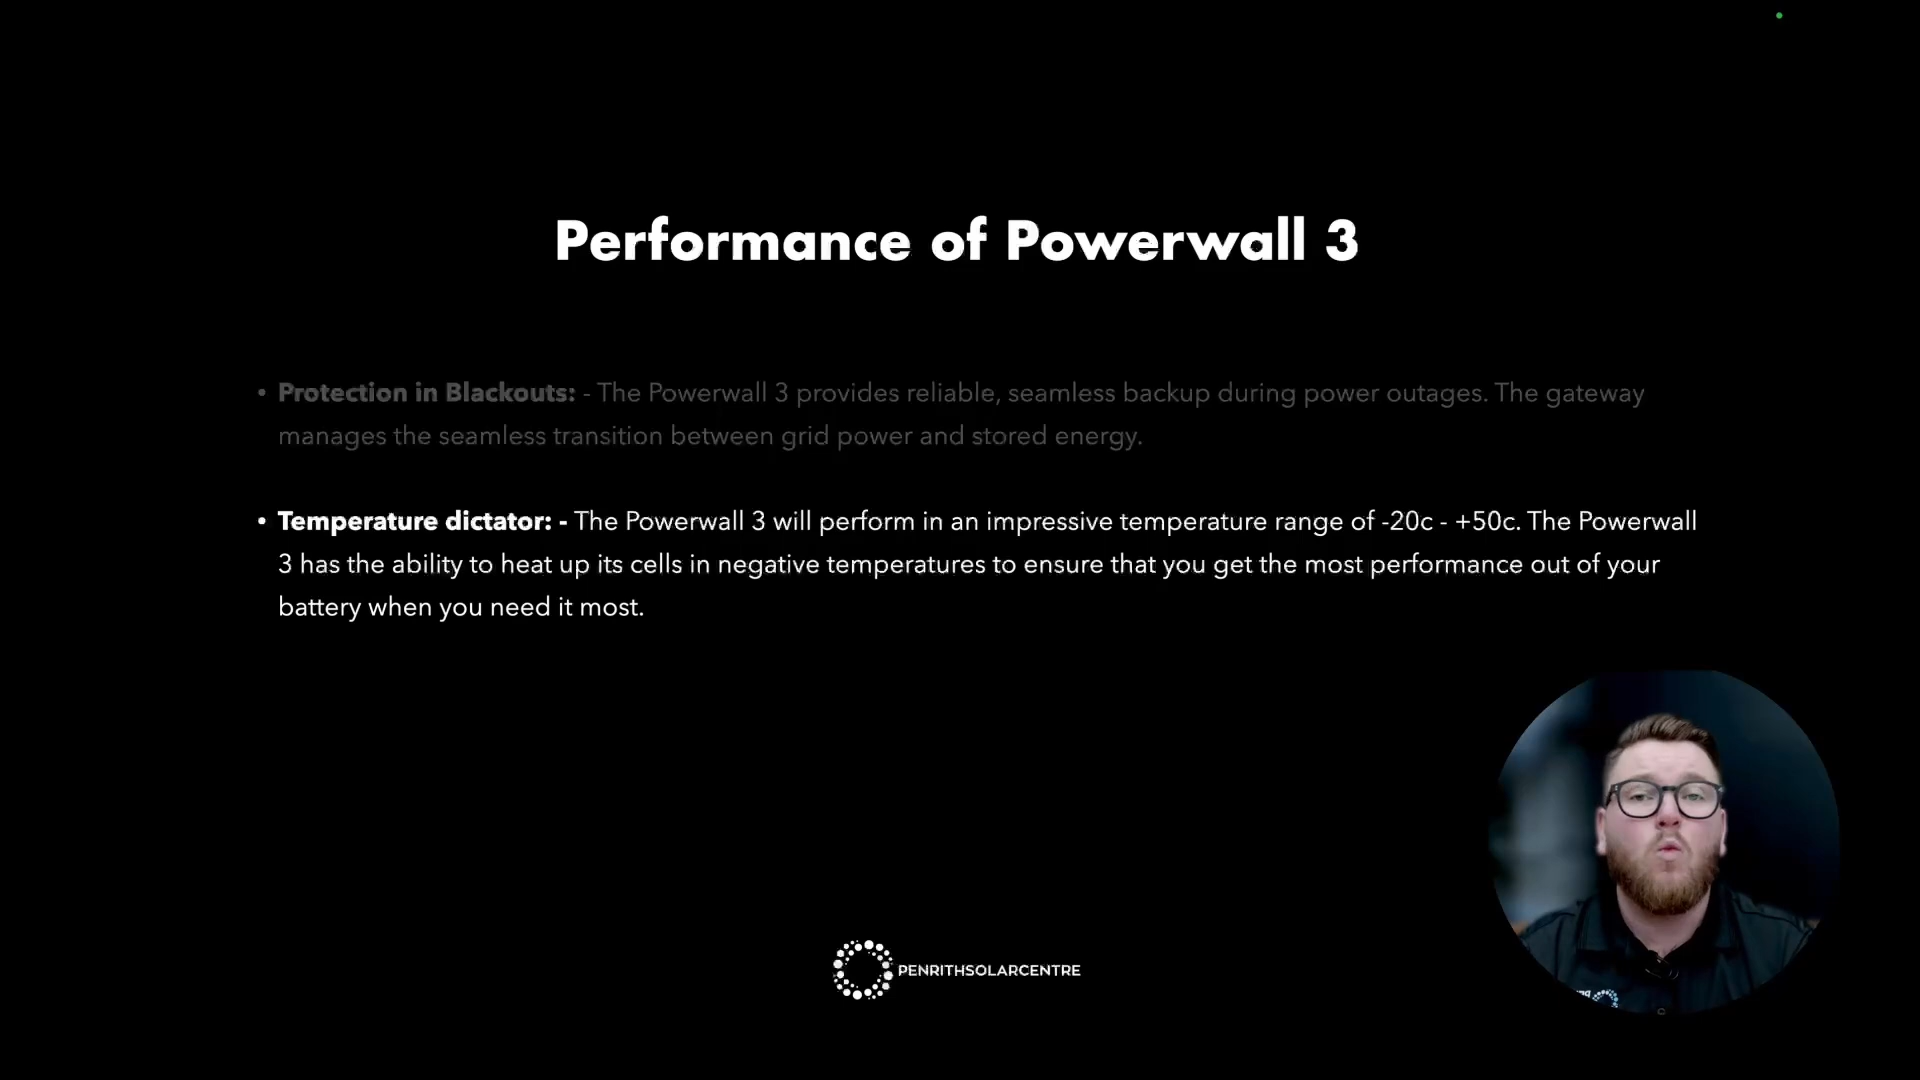 Performance of Powerwall 3
• Protection in Blackouts: - The Powerwall 3 provides reliable, seamless backup during power outages. The gateway
manages the seamless transition between grid power and stored energy.
• Temperature dictator: - The Powerwall 3 will perform in an impressive temperature range of -20c - +50c. The Powerwall
3 has the ability to heat up its cells in negative temperatures to ensure that you get the most performance out of your
battery when you need it most.
PENRITHSOLARCENTRE